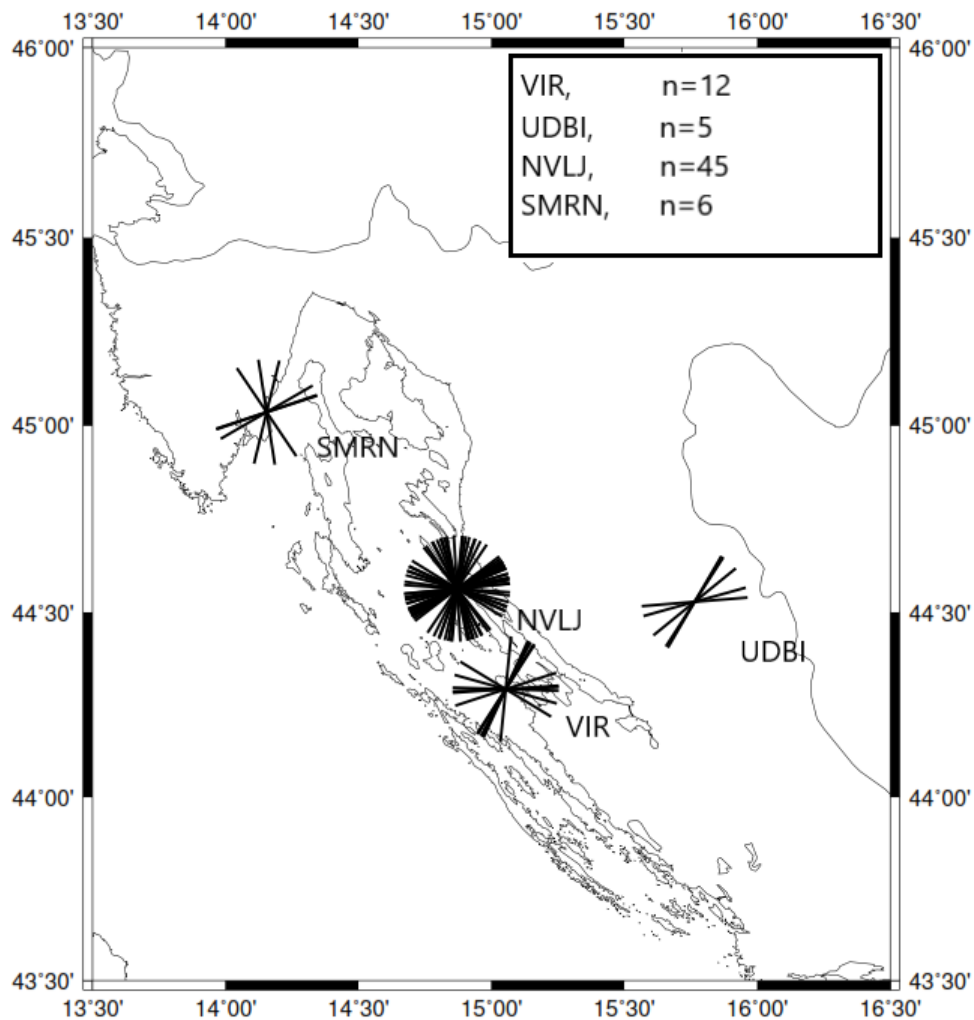 13˚30' 14˚00' 14˚30' 15˚00' 15˚30' 16˚00' 16˚30'
46˚00' 46˚00'
VIR, n=12
UDBI, n=5
NVLJ, n=45
SMRN, n=6
45˚30' 45˚30'
45˚00' 45˚00'
SMRN
44˚30' 44˚30'
NVLJ
UDBI
VIR
44˚00' 44˚00'
43˚30' 43˚30'
13˚30' 14˚00' 14˚30' 15˚00' 15˚30' 16˚00' 16˚30'